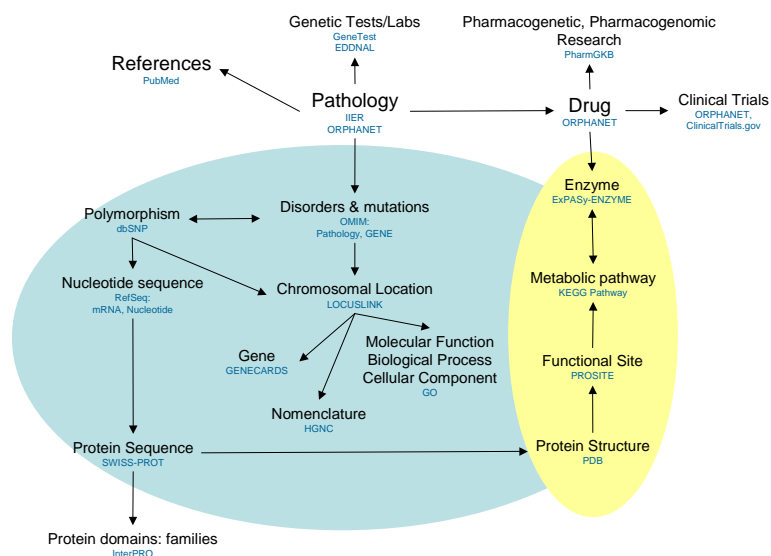 Genetic Tests/Labs
GeneTest
EDDNAL
Pharmacogenetic, Pharmacogenomic
Research
PharmGKB
References
PubMed
Pathology
IIER
ORPHANET
Drug
ORPHANET
Clinical Trials
ORPHANET,
ClinicalTrials.gov
Enzyme
ExPASy-ENZYME
Polymorphism
dbSNP
Disorders & mutations
OMIM:
Pathology, GENE
Nucleotide sequence
RefSeq:
mRNA, Nucleotide
Chromosomal Location
LOCUSLINK
Metabolic pathway
KEGG Pathway
Gene
GENECARDS
Molecular Function
Biological Process
Cellular Component
GO
Functional Site
PROSITE
Nomenclature
HGNC
Protein Sequence
SWISS-PROT
Protein Structure
PDB
Protein domains: families
InterPRO